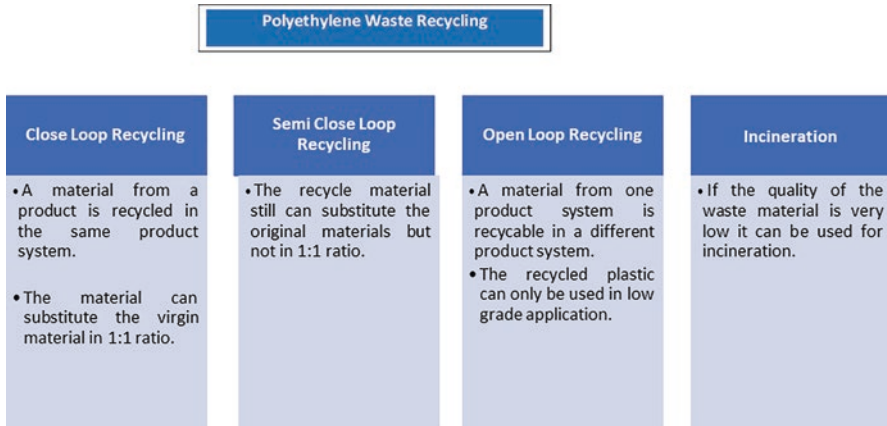 Polyethylene Waste Recycling
Close Loop Recycling
•A material from a
product is recycled in
the same product
system.
•The material can
substitute the virgin
material in 1:1 ratio.
Semi Close Loop
Recycling
•The recycle material
still can substitute the
original materials but
not in 1:1 ratio.
Open Loop Recycling
•A material from one
product system is
recycable in a different
product system.
•The recycled plastic
can only be used in low
grade application.
Incineration
•If the quality of the
waste material is very
low it can be used for
incineration.